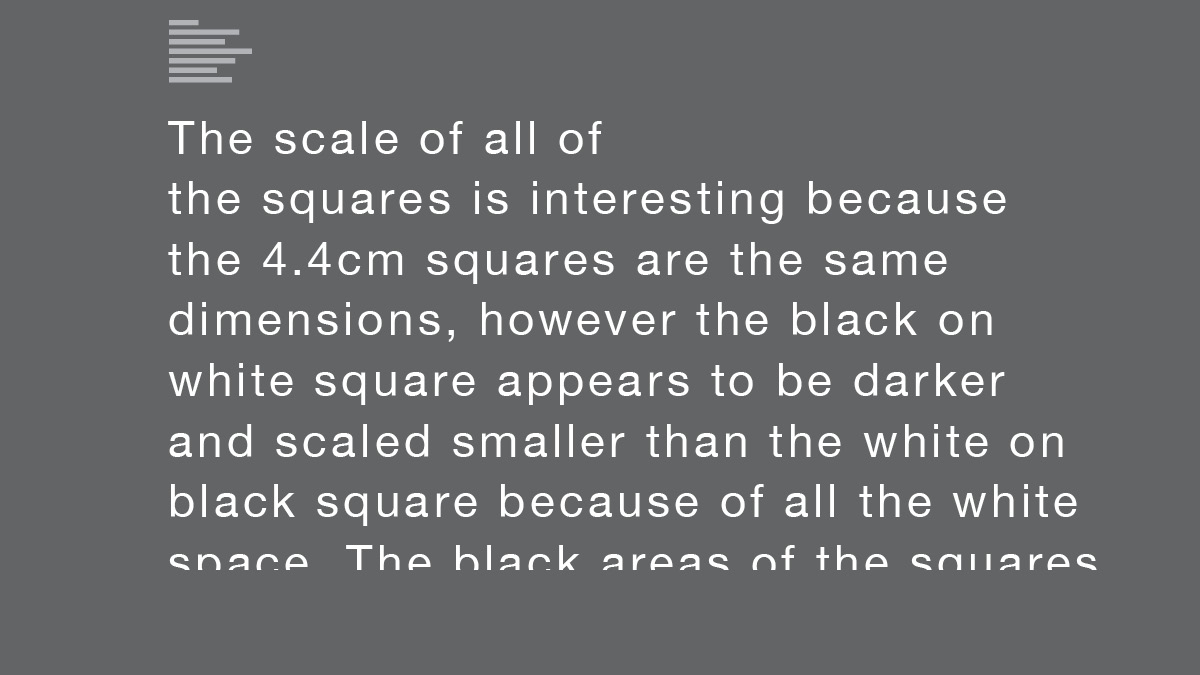 The scale of all of
the squares is interesting because
the 4.4cm squares are the same
dimensions, however the black on
white square appears to be darker
and scaled smaller than the white on
black square because of all the white
space. The black areas of the squares